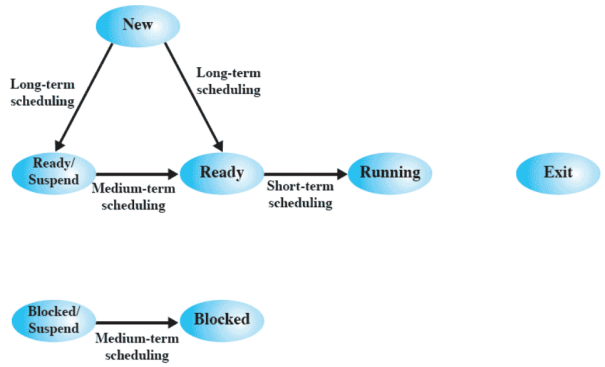 New
Long-term
scheduling
Long-term
scheduling
Ready/
Suspend
Medium-term
scheduling
Ready
Short-term
scheduling
Running
Exit
Blocked/
Suspend
Medium-term
scheduling
Blocked